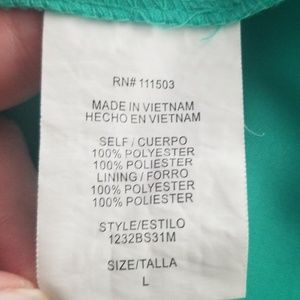 RN# 111503
MADE IN VIETNAM
HECHO EN VIETNAM
SELF / CUERPO
100% POLYESTER
100% POLIESTER
LINING / FORRO
100% POLYESTER
100% POLIESTER
STYLE/ESTILO
1232BS31M
SIZE/TALLA
L